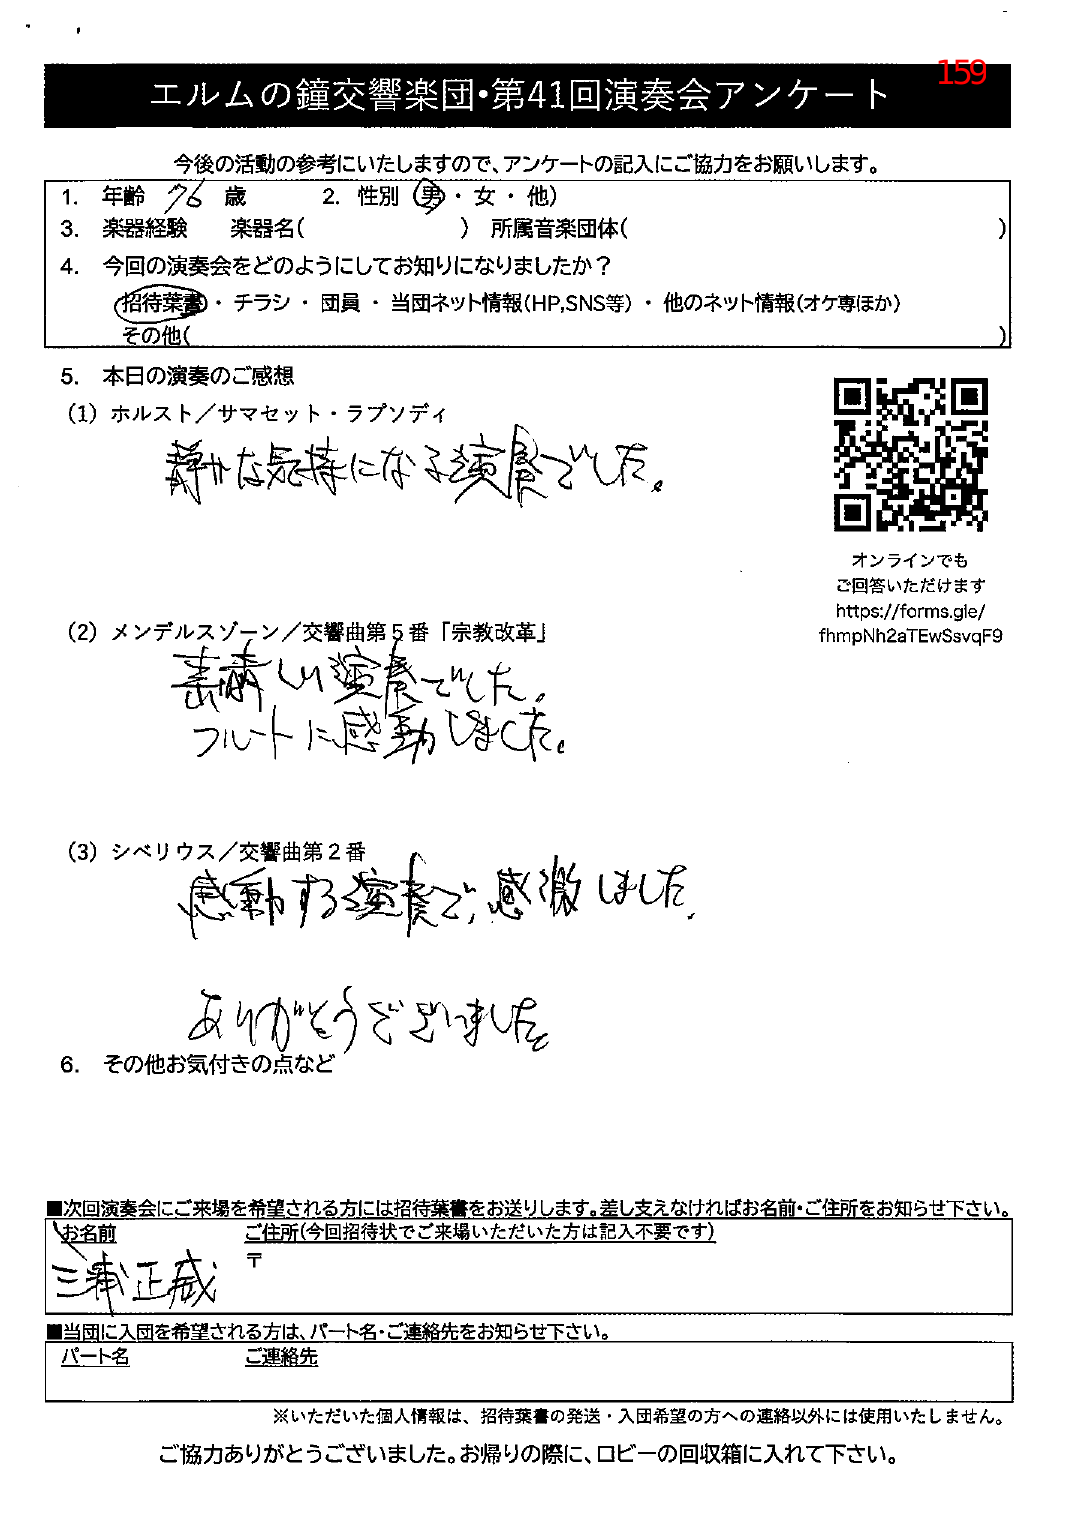 159
エルムの鐘交響楽団・第41回演奏会アンケート
今後の活動の参考にいたしますので、アンケートの記入にご協力をお願いします。
1. 年齢 76 歳 2. 性別 (男・女・他)
3. 楽器経験 楽器名( ) 所属音楽団体( )
4. 今回の演奏会をどのようにしてお知りになりましたか？
招待葉書・チラシ・団員・当団ネット情報(HP,SNS等)・他のネット情報(オケ専ほか)
その他( )
5. 本日の演奏のご感想
(1) ホルスト／サマセット・ラプソディ
静かな気持になる演奏でした。
オンラインでも
ご回答いただけます
https://forms.gle/
fhmpNh2aTEwSsvqF9
(2) メンデルスゾーン／交響曲第５番「宗教改革」
素晴しい演奏でした。
フルートに感動しました。
(3) シベリウス／交響曲第２番
感動する演奏で、感激しました。
ありがとうございました。
6. その他お気付きの点など
■次回演奏会にご来場を希望される方には招待葉書をお送りします。差し支えなければお名前・ご住所をお知らせ下さい。
お名前 ご住所(今回招待状でご来場いただいた方は記入不要です)
〒
三浦正威
■当団に入団を希望される方は、パート名・ご連絡先をお知らせ下さい。
パート名 ご連絡先
※いただいた個人情報は、招待葉書の発送・入団希望の方への連絡以外には使用いたしません。
ご協力ありがとうございました。お帰りの際に、ロビーの回収箱に入れて下さい。